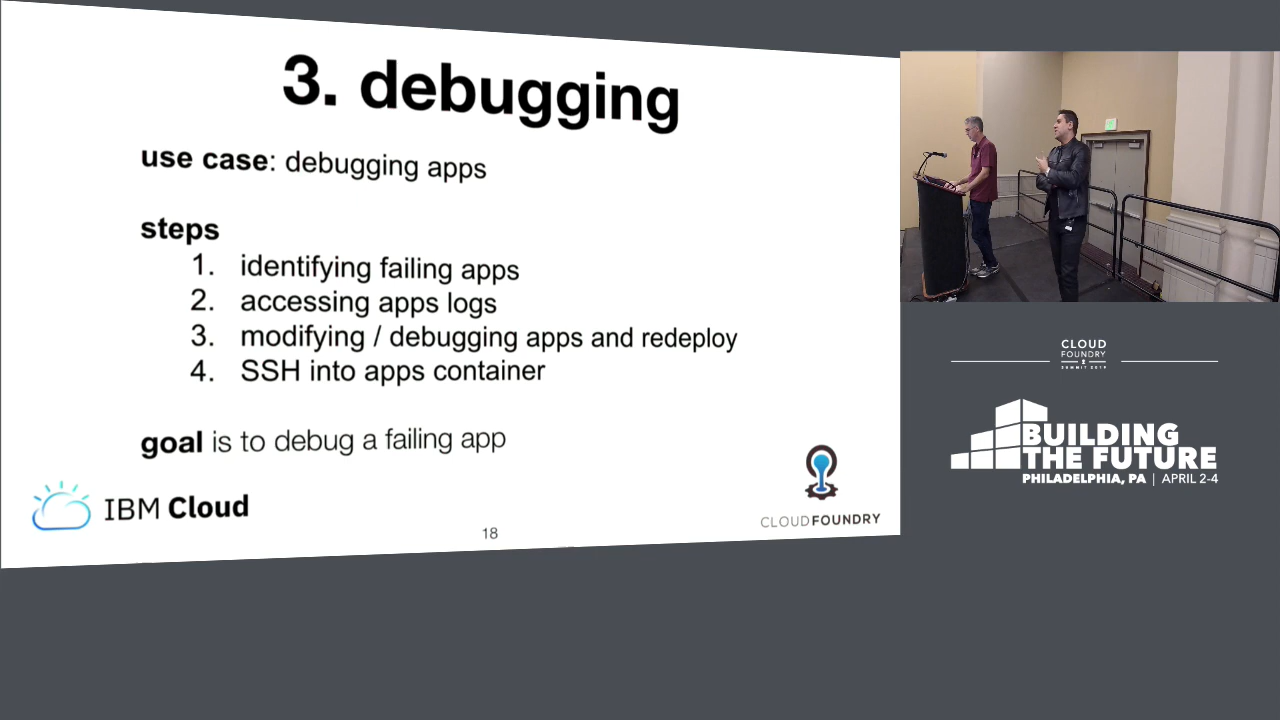 3. debugging
use case: debugging apps
steps
1. identifying failing apps
2. accessing apps logs
3. modifying / debugging apps and redeploy
4. SSH into apps container
goal is to debug a failing app
IBM Cloud
18
CLOUDFOUNDRY
CLOUD
FOUNDRY
SUMMIT 2019
BUILDING
THE FUTURE
PHILADELPHIA, PA | APRIL 2-4